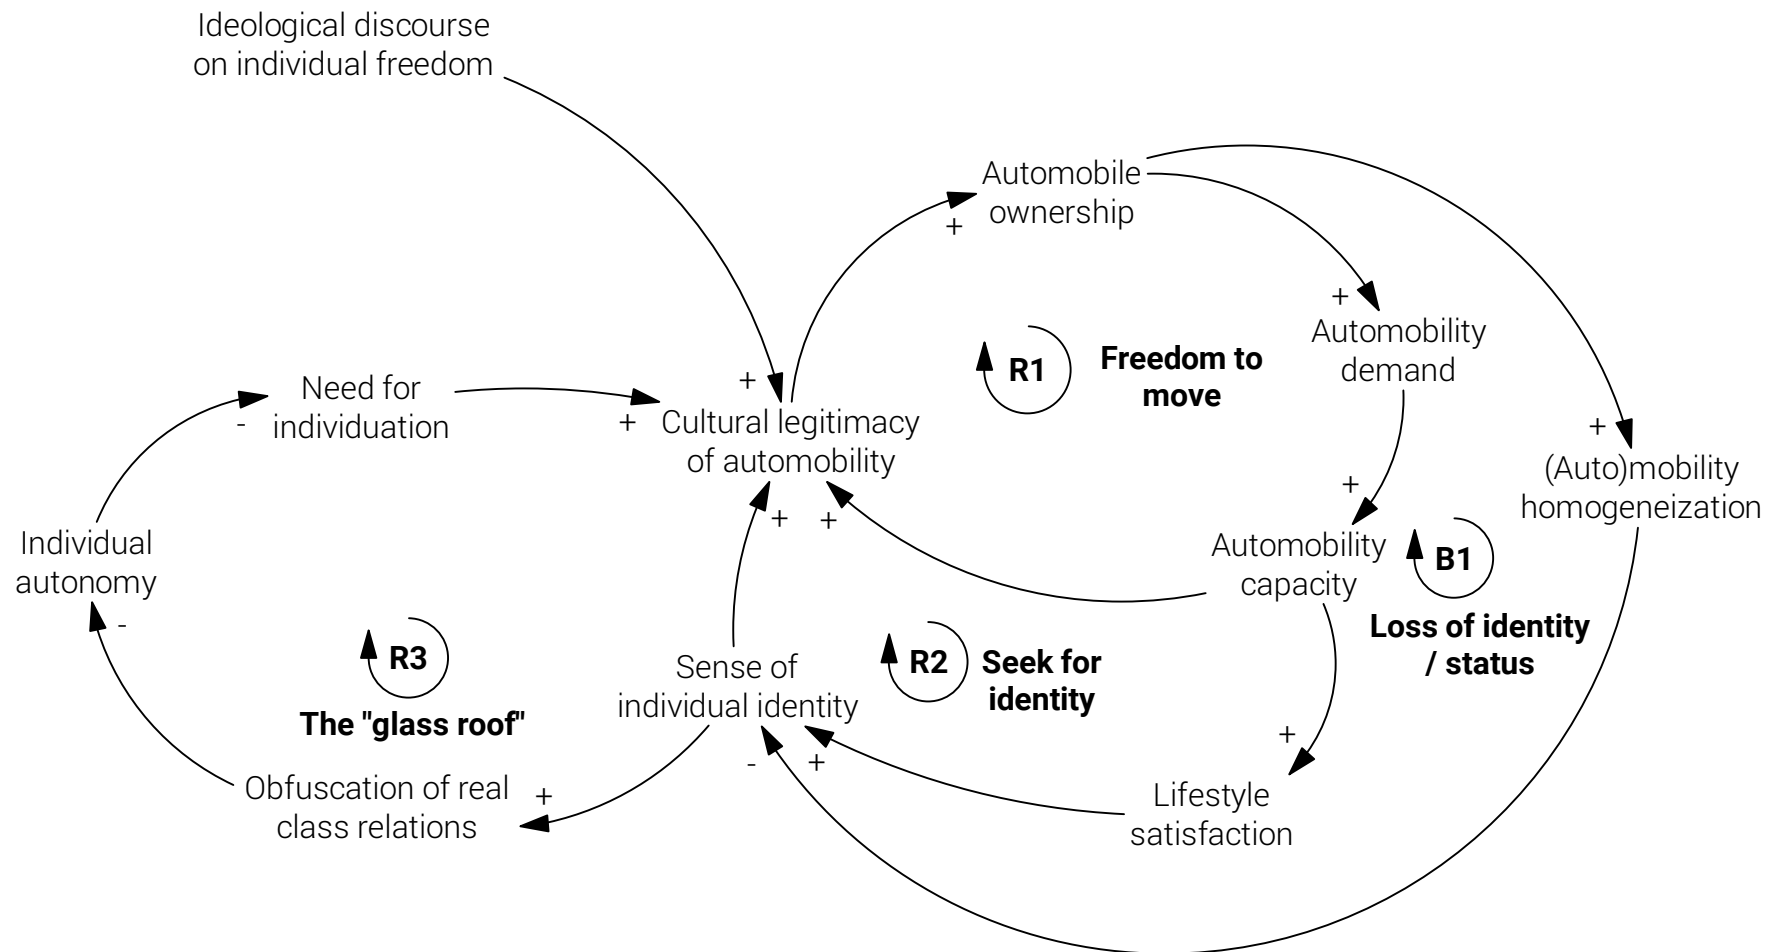 Ideological discourse
on individual freedom
Automobile
ownership
+
+
Automobility
demand
R1
Freedom to
move
+
Need for
individuation
-
+
Cultural legitimacy
of automobility
+
(Auto)mobility
homogeneization
+
+
+
Automobility
capacity
B1
Loss of identity
/ status
Individual
autonomy
-
R3
The "glass roof"
Sense of
individual identity
R2
Seek for
identity
-
+
+
Obfuscation of real
class relations
+
Lifestyle
satisfaction